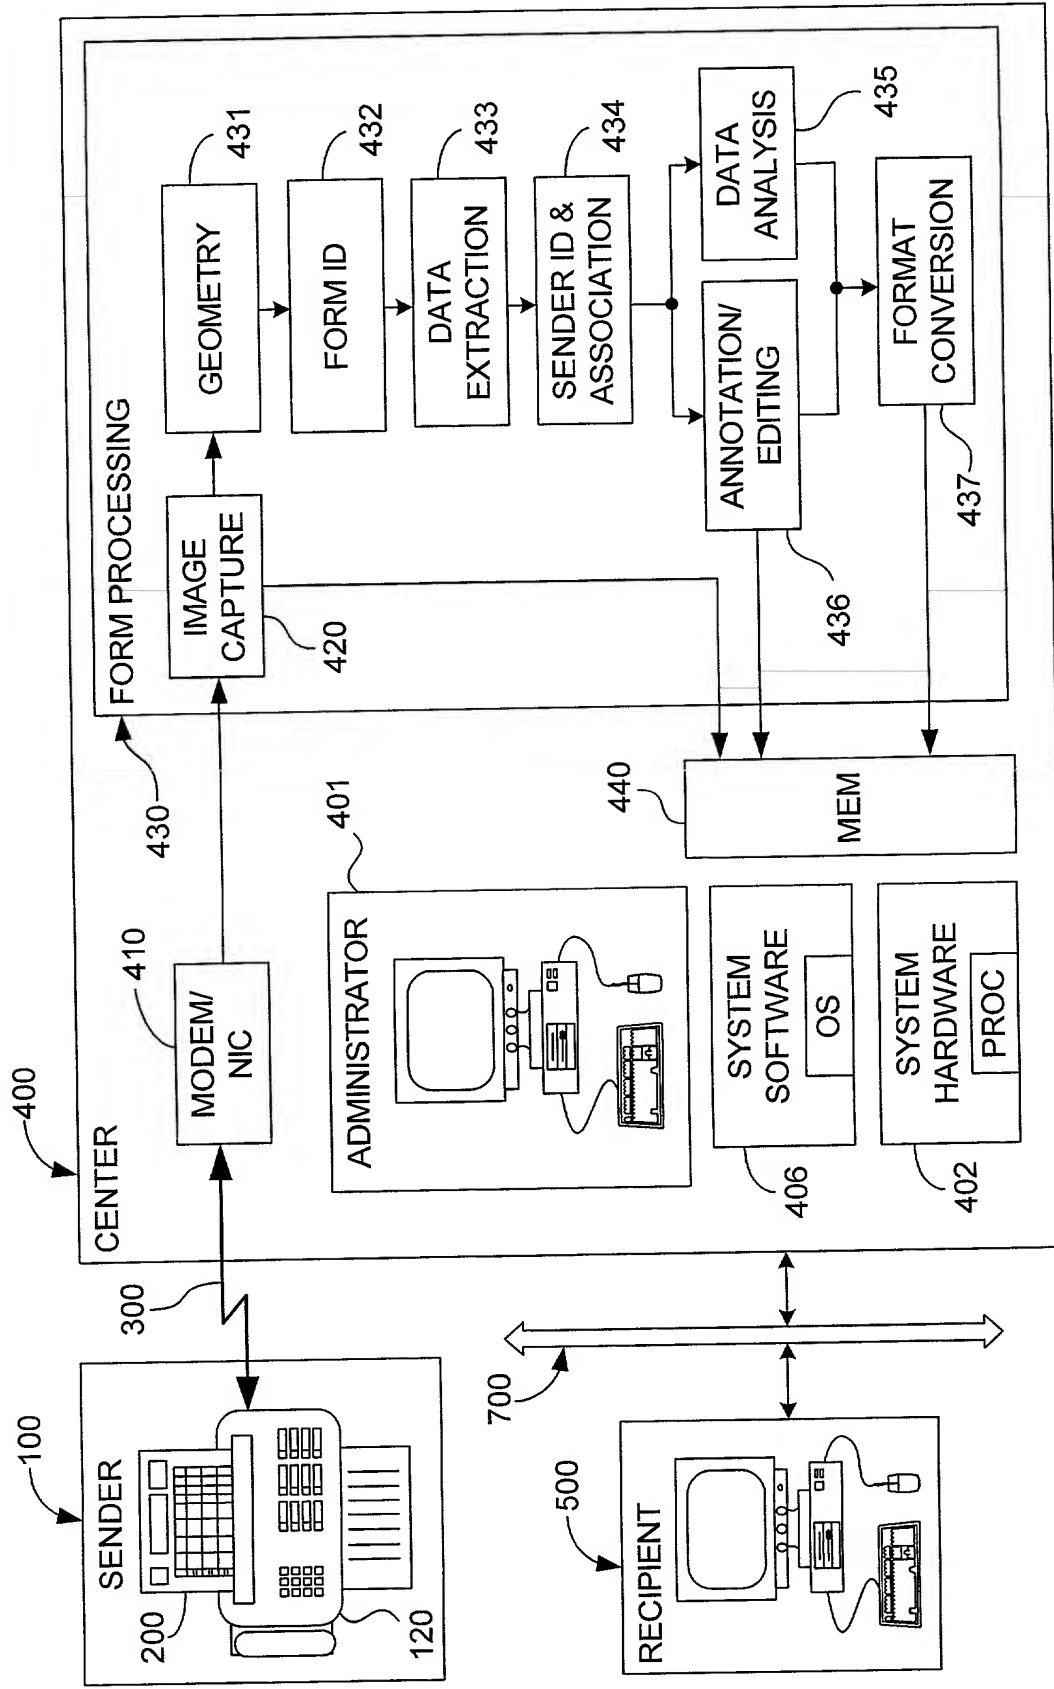 100
SENDER
200
120
300
400
CENTER
410
MODEM/
NIC
430
FORM PROCESSING
IMAGE
CAPTURE
420
GEOMETRY
431
FORM ID
432
DATA
EXTRACTION
433
SENDER ID &
ASSOCIATION
434
DATA
ANALYSIS
435
ANNOTATION/
EDITING
436
FORMAT
CONVERSION
437
440
MEM
401
ADMINISTRATOR
SYSTEM
SOFTWARE
OS
406
SYSTEM
HARDWARE
PROC
402
700
500
RECIPIENT